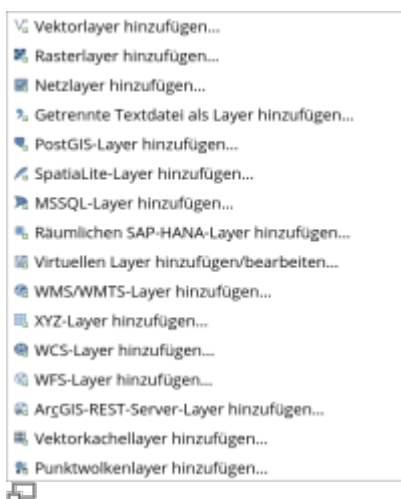 Vektorlayer hinzufügen...
Rasterlayer hinzufügen...
Netzlayer hinzufügen...
Getrennte Textdatei als Layer hinzufügen...
PostGIS-Layer hinzufügen...
SpatiaLite-Layer hinzufügen...
MSSQL-Layer hinzufügen...
Räumlichen SAP-HANA-Layer hinzufügen...
Virtuellen Layer hinzufügen/bearbeiten...
WMS/WMTS-Layer hinzufügen...
XYZ-Layer hinzufügen...
WCS-Layer hinzufügen...
WFS-Layer hinzufügen...
ArcGIS-REST-Server-Layer hinzufügen...
Vektorkachellayer hinzufügen...
Punktwolkenlayer hinzufügen...